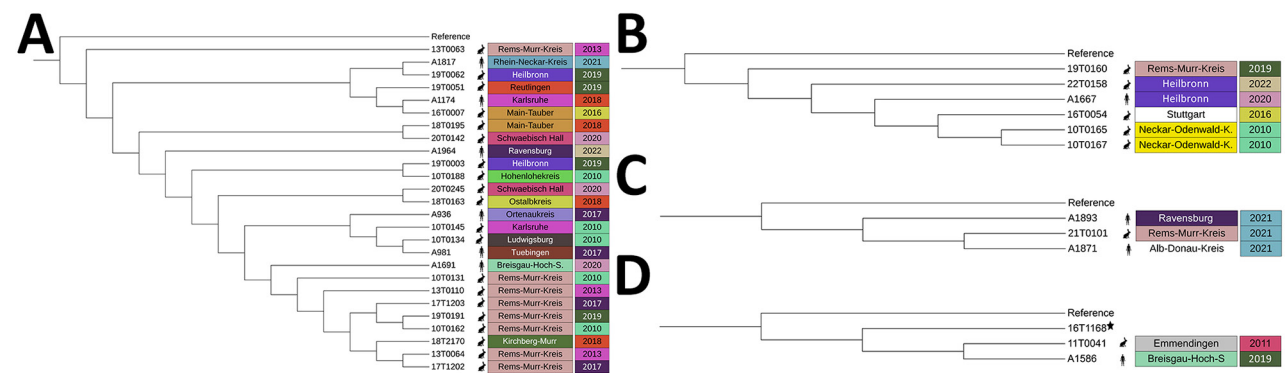 A
Reference
13T0063 Rems-Murr-Kreis 2013
A1817 Rhein-Neckar-Kreis 2021
19T0062 Heilbronn 2019
19T0051 Reutlingen 2019
A1174 Karlsruhe 2018
16T0007 Main-Tauber 2016
18T0195 Main-Tauber 2018
20T0142 Schwaebisch Hall 2020
A1964 Ravensburg 2022
19T0003 Heilbronn 2019
10T0188 Hohenlohekreis 2010
20T0245 Schwaebisch Hall 2020
18T0163 Ostalbkreis 2018
A936 Ortenaukreis 2017
10T0145 Karlsruhe 2010
10T0134 Ludwigsburg 2010
A981 Tuebingen 2017
A1691 Breisgau-Hoch-S. 2020
10T0131 Rems-Murr-Kreis 2010
13T0110 Rems-Murr-Kreis 2013
17T1203 Rems-Murr-Kreis 2017
19T0191 Rems-Murr-Kreis 2019
10T0162 Rems-Murr-Kreis 2010
18T2170 Kirchberg-Murr 2018
13T0064 Rems-Murr-Kreis 2013
17T1202 Rems-Murr-Kreis 2017
B
Reference
19T0160 Rems-Murr-Kreis 2019
22T0158 Heilbronn 2022
A1667 Heilbronn 2020
16T0054 Stuttgart 2016
10T0165 Neckar-Odenwald-K. 2010
10T0167 Neckar-Odenwald-K. 2010
C
Reference
A1893 Ravensburg 2021
21T0101 Rems-Murr-Kreis 2021
A1871 Alb-Donau-Kreis 2021
D
Reference
16T1168★
11T0041 Emmendingen 2011
A1586 Breisgau-Hoch-S 2019